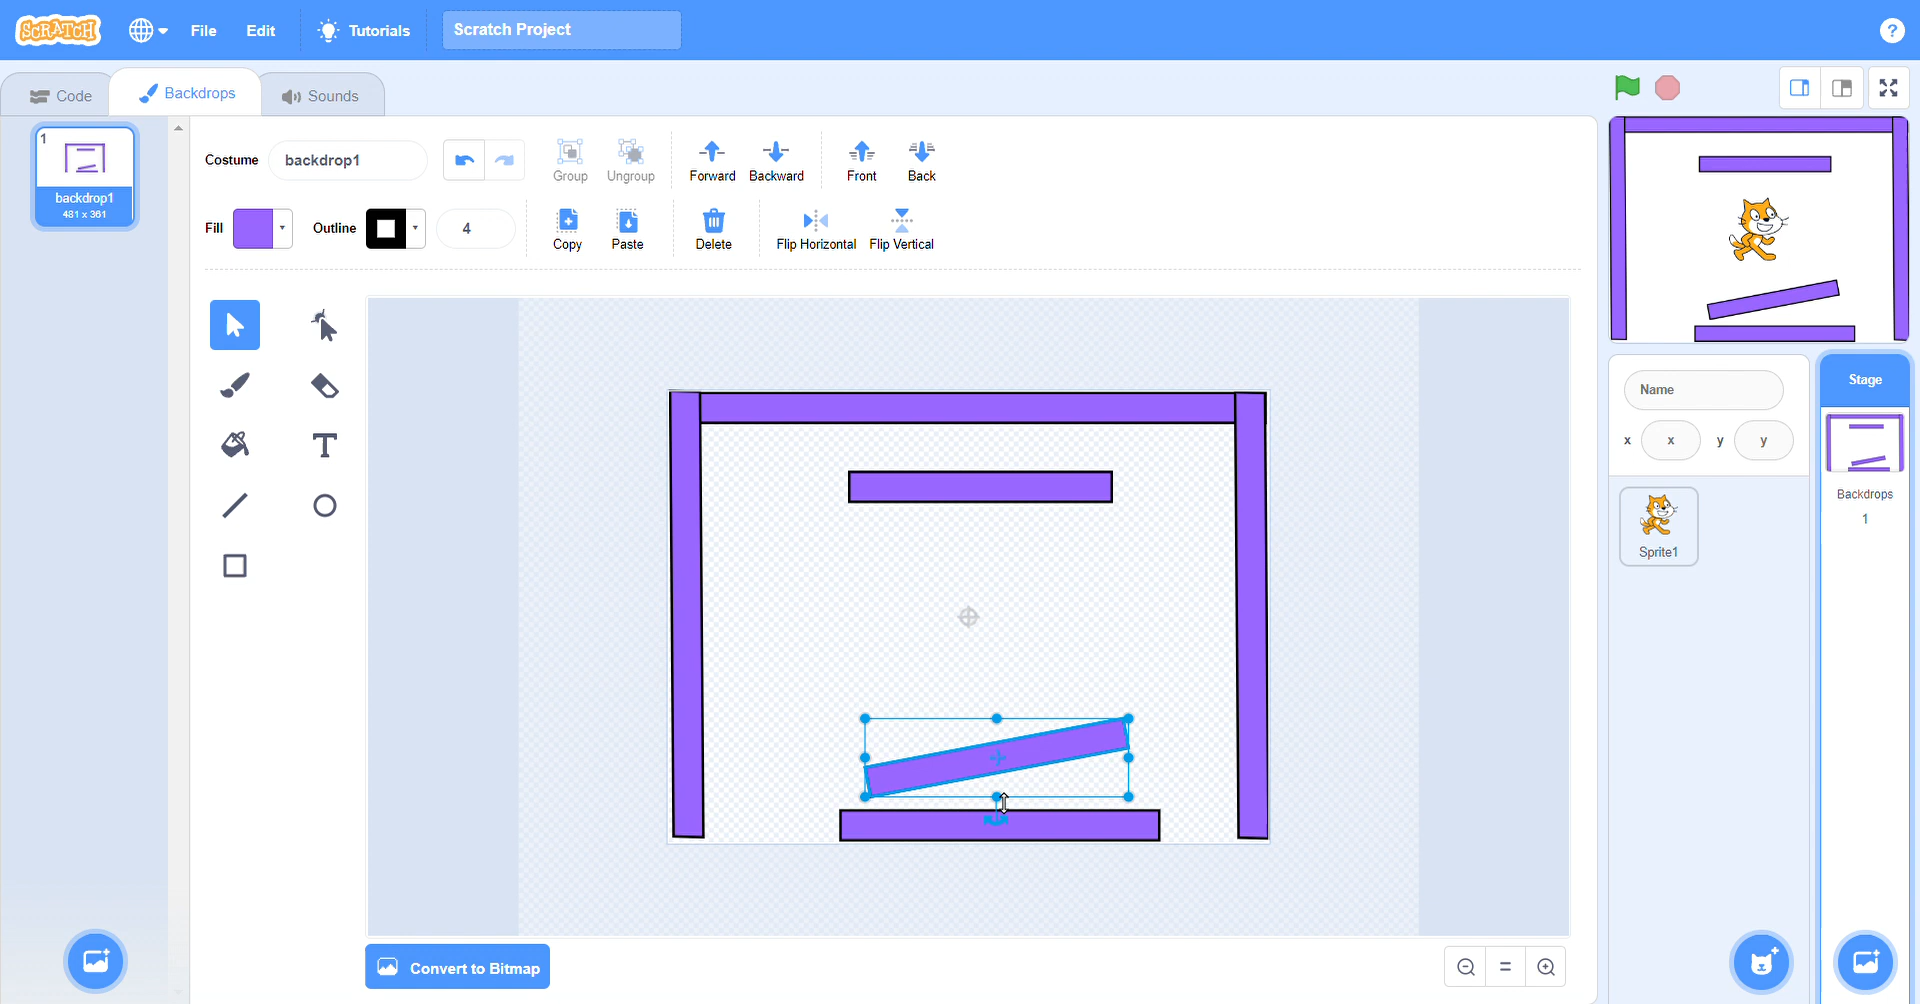 SCRATCH File Edit Tutorials Scratch Project ?
Code Backdrops Sounds
1
backdrop1
481 x 361
Costume backdrop1
Group Ungroup Forward Backward Front Back
Fill Outline 4
Copy Paste Delete Flip Horizontal Flip Vertical
T
Convert to Bitmap
Name
x x y y
Sprite1
Stage
Backdrops
1